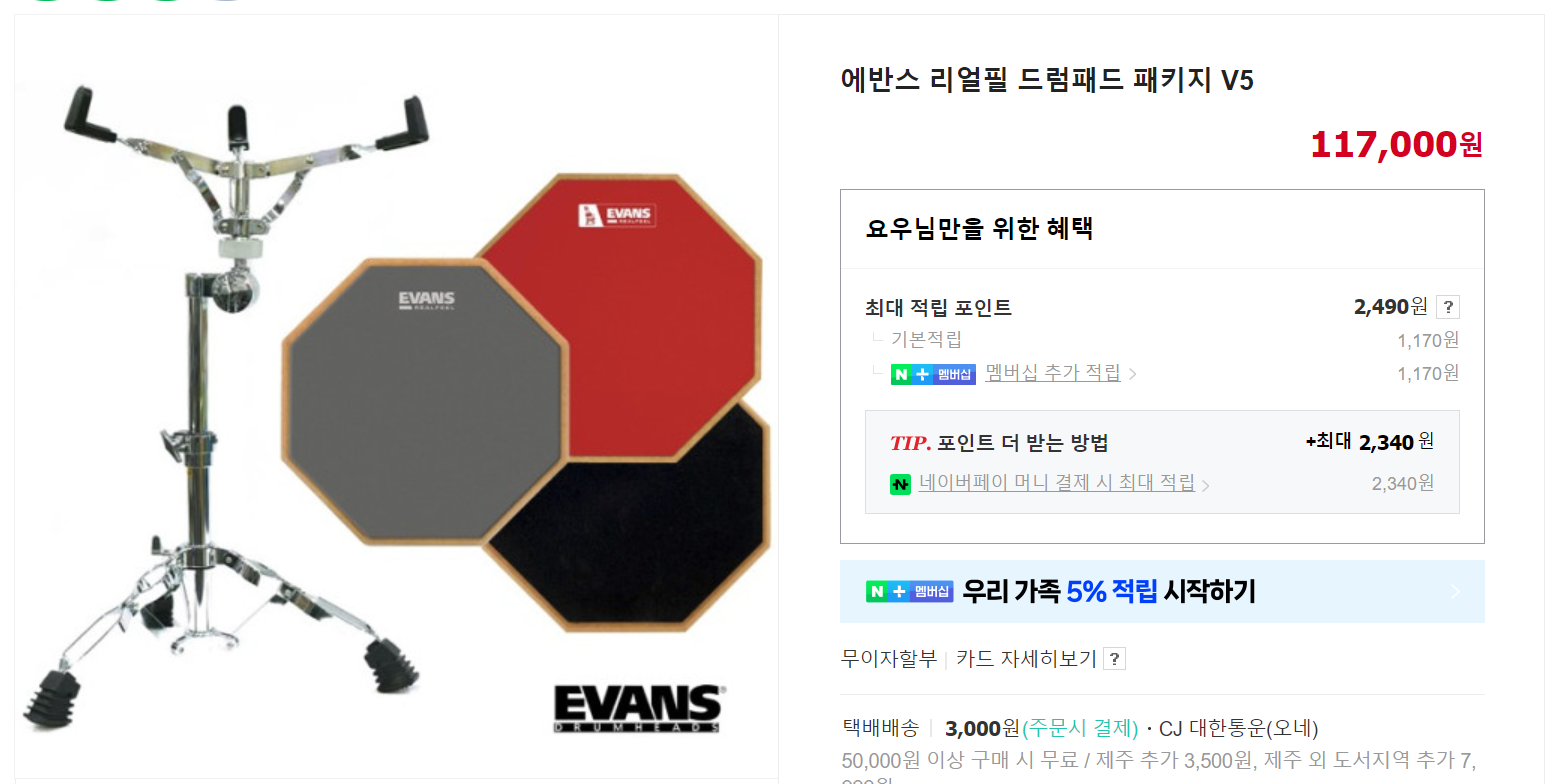 에반스 리얼필 드럼패드 패키지 V5
117,000원
요우님만을 위한 혜택
최대 적립 포인트 2,490원 ?
기본적립 1,170원
N + 멤버십 멤버십 추가 적립 1,170원
TIP. 포인트 더 받는 방법 +최대 2,340 원
N 네이버페이 머니 결제 시 최대 적립 2,340원
N + 멤버십 우리 가족 5% 적립 시작하기
무이자할부 카드 자세히보기 ?
택배배송 3,000원(주문시 결제) · CJ 대한통운(오네)
50,000원 이상 구매 시 무료 / 제주 추가 3,500원, 제주 외 도서지역 추가 7,
EVANS
REALFEEL
EVANS
REALFEEL
EVANS®
DRUMHEADS